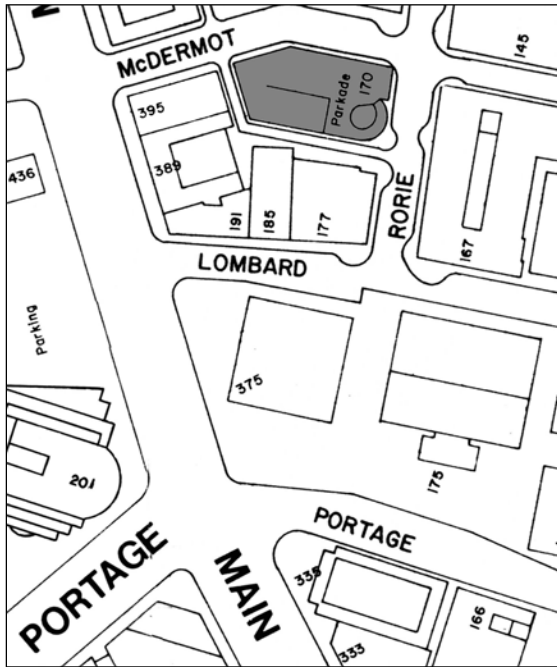 McDERMOT
145
395
Parkade
170
389
436
191
185
177
RORIE
167
LOMBARD
Parking
375
201
175
PORTAGE
PORTAGE
MAIN
335
333
166